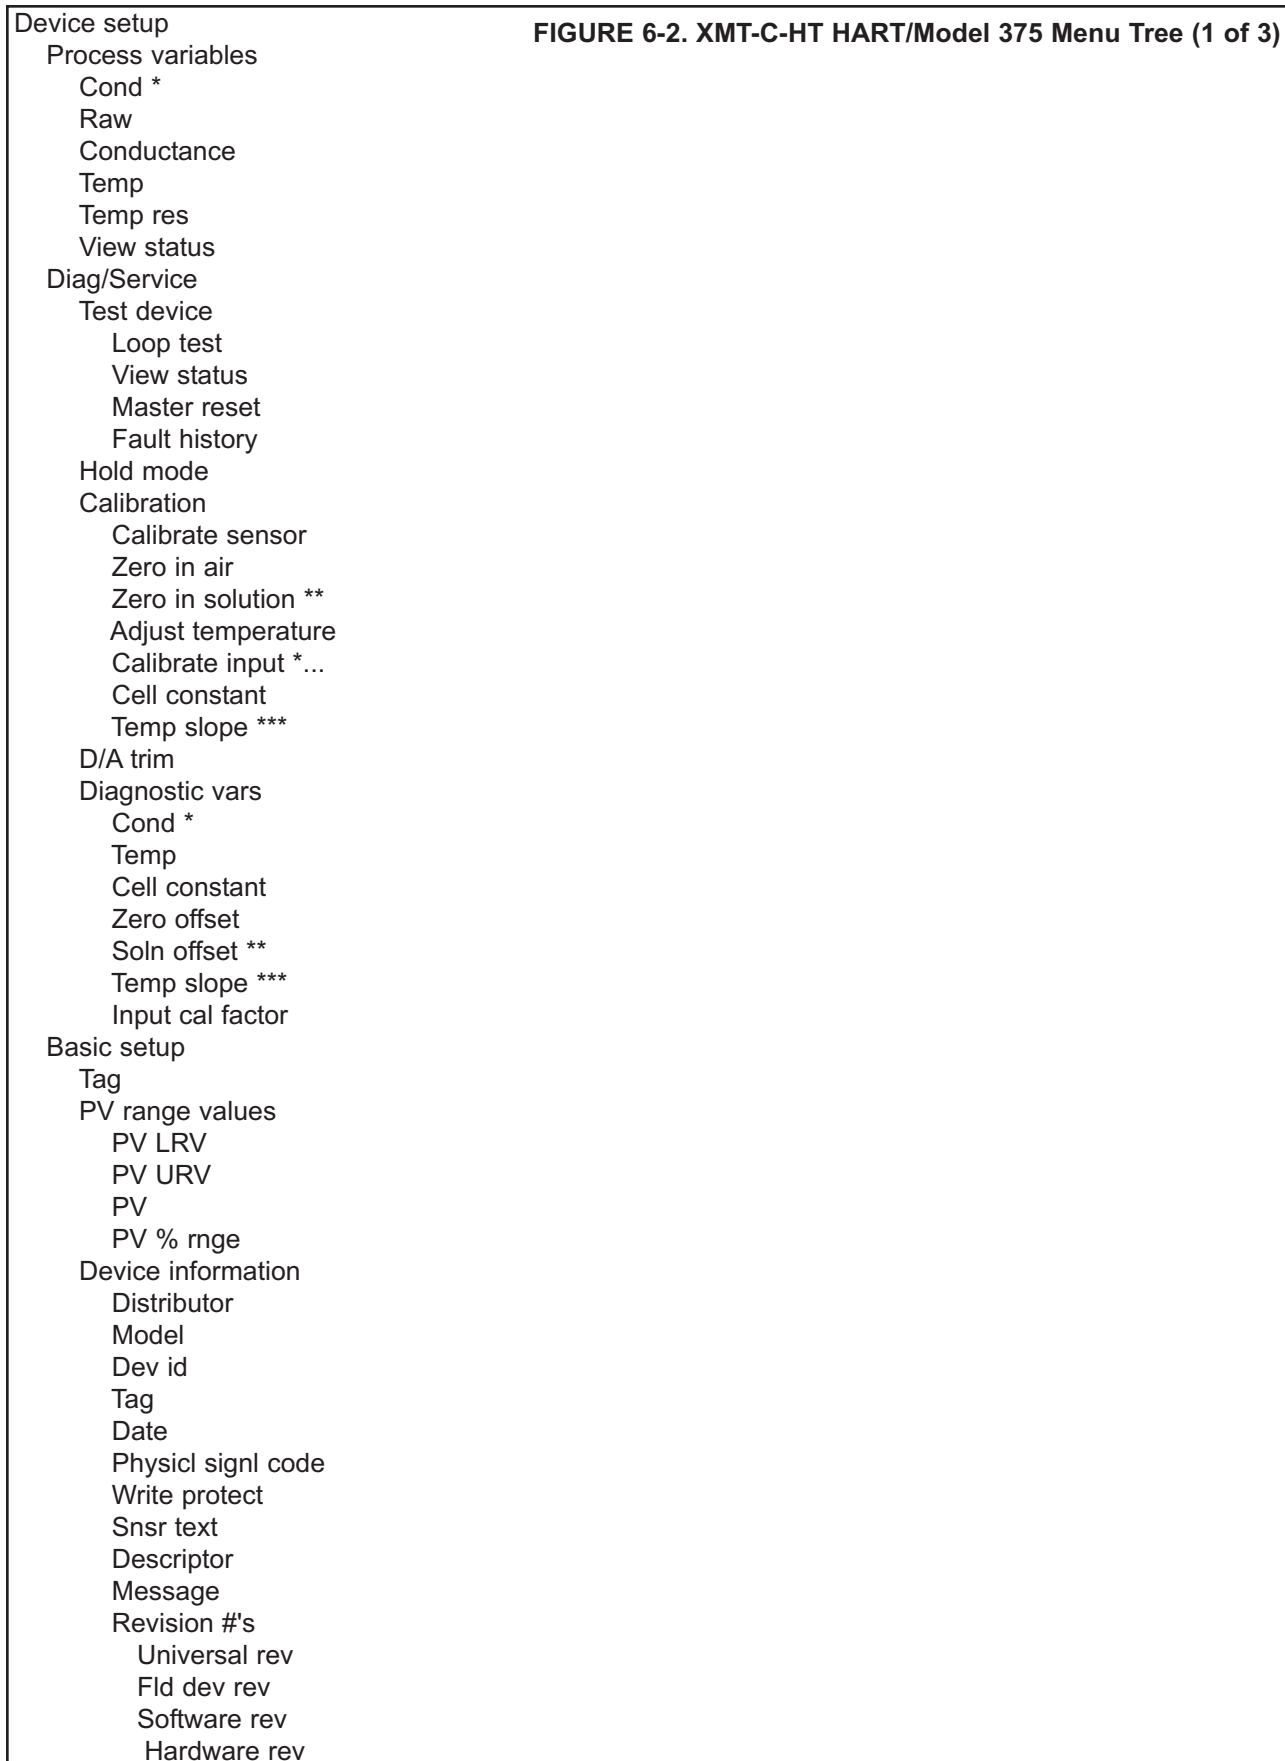 Device setup
FIGURE 6-2. XMT-C-HT HART/Model 375 Menu Tree (1 of 3)
Process variables
Cond *
Raw
Conductance
Temp
Temp res
View status
Diag/Service
Test device
Loop test
View status
Master reset
Fault history
Hold mode
Calibration
Calibrate sensor
Zero in air
Zero in solution **
Adjust temperature
Calibrate input *...
Cell constant
Temp slope ***
D/A trim
Diagnostic vars
Cond *
Temp
Cell constant
Zero offset
Soln offset **
Temp slope ***
Input cal factor
Basic setup
Tag
PV range values
PV LRV
PV URV
PV
PV % rnge
Device information
Distributor
Model
Dev id
Tag
Date
Physicl signl code
Write protect
Snsr text
Descriptor
Message
Revision #'s
Universal rev
Fld dev rev
Software rev
Hardware rev